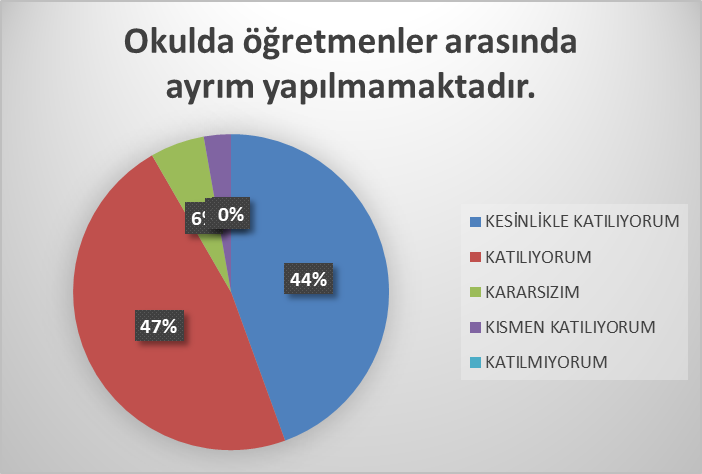 Okulda öğretmenler arasında
ayrım yapılmamaktadır.
0%
44%
47%
KESİNLİKLE KATILIYORUM
KATILIYORUM
KARARSIZIM
KISMEN KATILIYORUM
KATILMIYORUM